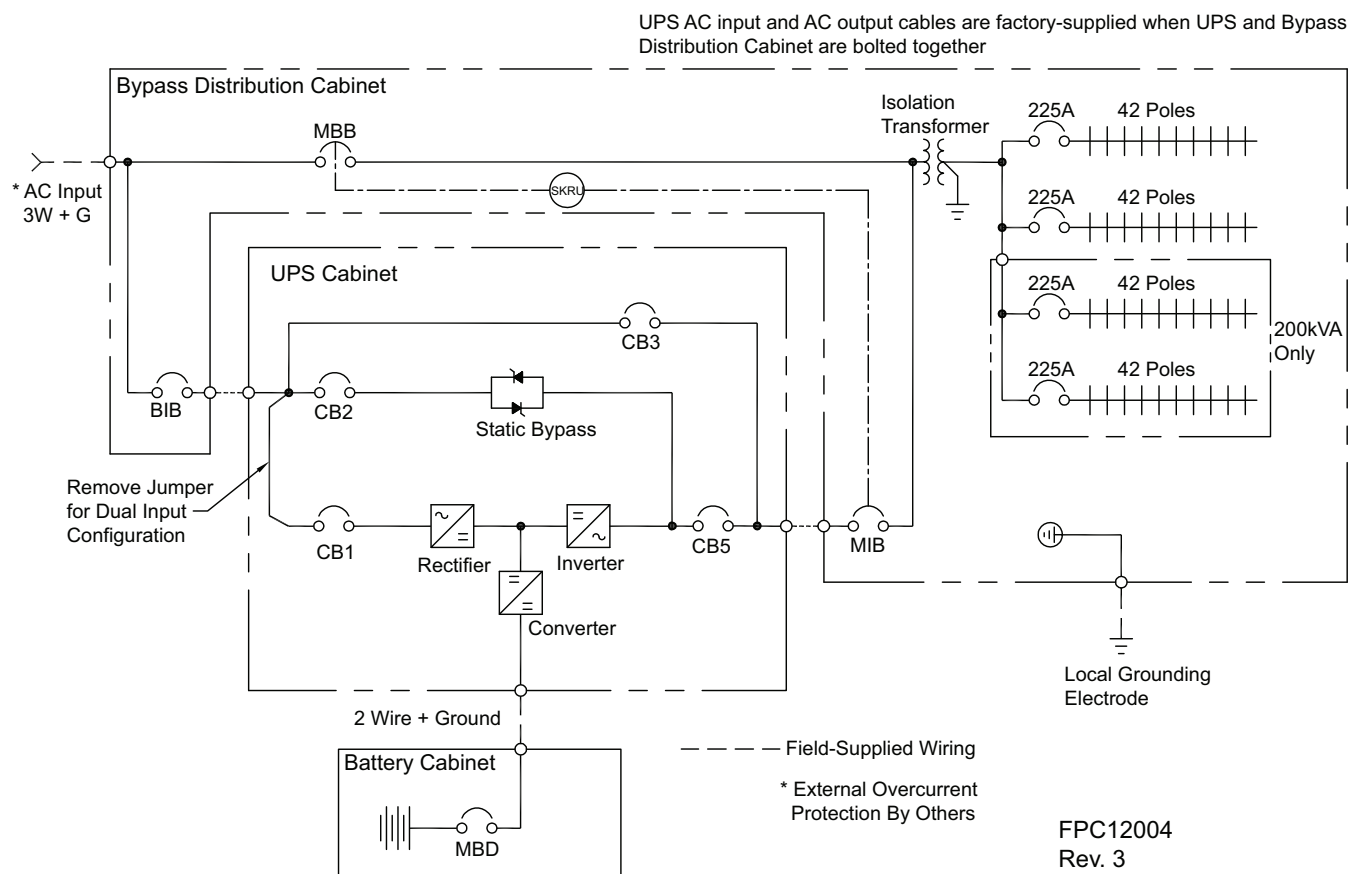 UPS AC input and AC output cables are factory-supplied when UPS and Bypass
Distribution Cabinet are bolted together
Bypass Distribution Cabinet
MBB
SKRU
* AC Input
3W + G
Isolation
Transformer
225A
42 Poles
225A
42 Poles
225A
42 Poles
225A
42 Poles
200kVA
Only
UPS Cabinet
CB3
BIB
CB2
Static Bypass
Remove Jumper
for Dual Input
Configuration
CB1
Rectifier
Inverter
CB5
MIB
Converter
Local Grounding
Electrode
2 Wire + Ground
Battery Cabinet
MBD
Field-Supplied Wiring
* External Overcurrent
Protection By Others
FPC12004
Rev. 3